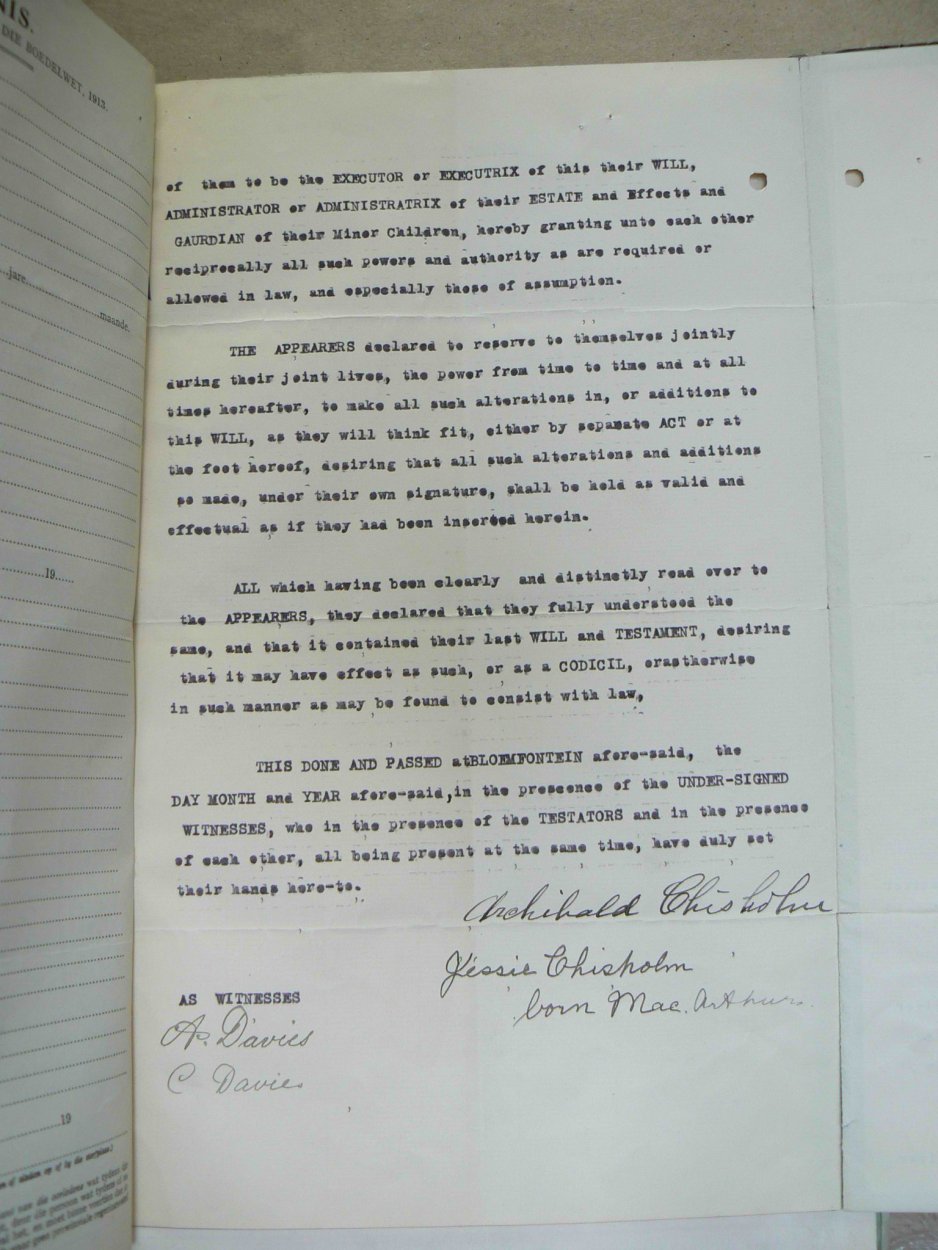 NIS.
DIE BOEDELWET, 1913.
jare
maande.
19
19
of them to be the EXECUTOR or EXECUTRIX of this their WILL,
ADMINISTRATOR or ADMINISTRATRIX of their ESTATE and Effects and
GAURDIAN of their Minor Children, hereby granting unto each other
reciprocally all such powers and authority as are required or
allowed in law, and especially those of assumption.
THE APPEARERS declared to reserve to themselves jointly
during their joint lives, the power from time to time and at all
times hereafter, to make all such alterations in, or additions to
this WILL, as they will think fit, either by separate ACT or at
the foot hereof, desiring that all such alterations and additions
so made, under their own signature, shall be held as valid and
effectual as if they had been inserted herein.
ALL which having been clearly and distinctly read over to
the APPEARERS, they declared that they fully understood the
same, and that it contained their last WILL and TESTAMENT, desiring
that it may have effect as such, or as a CODICIL, orastherwise
in such manner as may be found to consist with law,
THIS DONE AND PASSED atBLOEMFONTEIN afore-said, the
DAY MONTH and YEAR afore-said,in the prescence of the UNDER-SIGNED
WITNESSES, who in the presence of the TESTATORS and in the presence
of each other, all being present at the same time, have duly set
their hands here-to.
Archibald Chisholm
Jessie Chisholm
born Mac.Arthur.
AS WITNESSES
A. Davies
C Davies